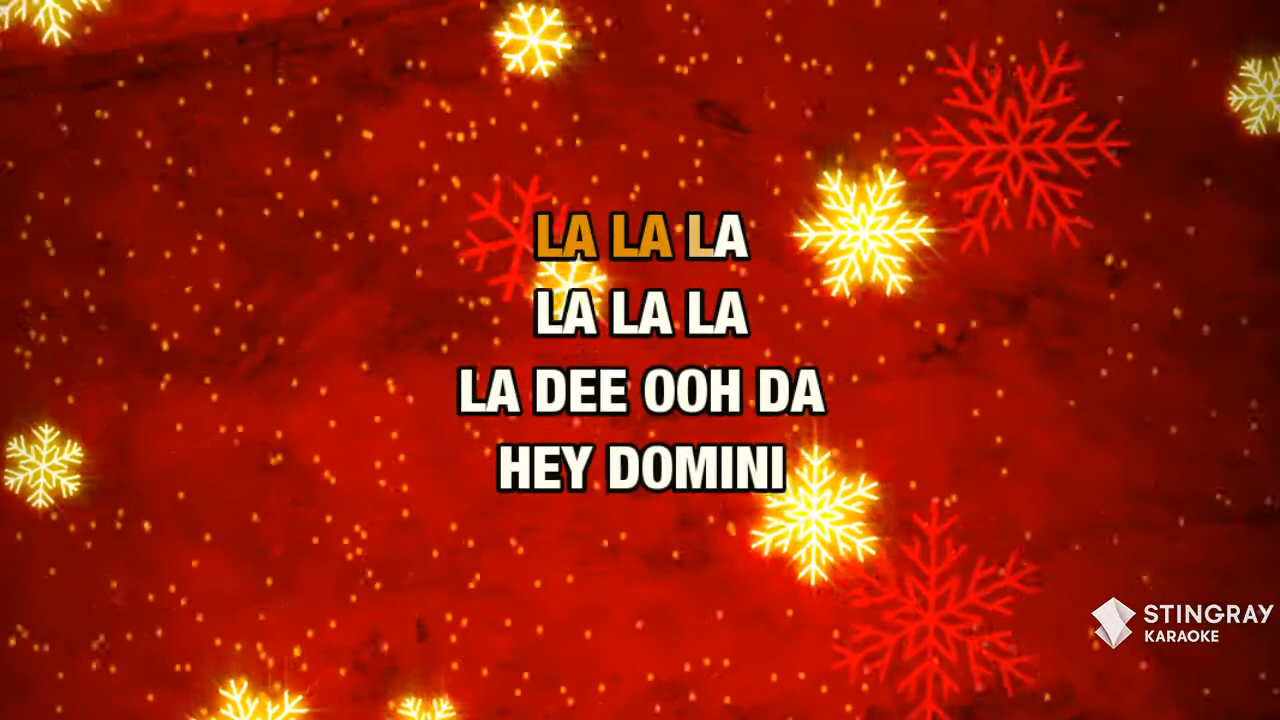 LA LA LA
LA LA LA
LA DEE OOH DA
HEY DOMINI
STINGRAY
KARAOKE